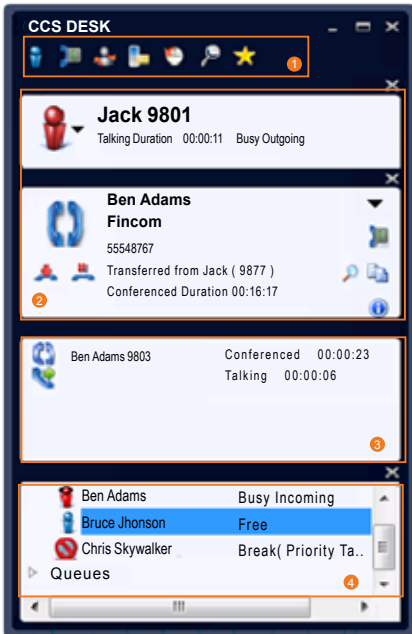 CCS DESK
1
Jack 9801
Talking Duration 00:00:11 Busy Outgoing
Ben Adams
Fincom
55548767
Transferred from Jack ( 9877 )
Conferenced Duration 00:16:17
2
Ben Adams 9803 Conferenced 00:00:23
Talking 00:00:06
3
Ben Adams Busy Incoming
Bruce Jhonson Free
Chris Skywalker Break( Priority Ta..
Queues
4